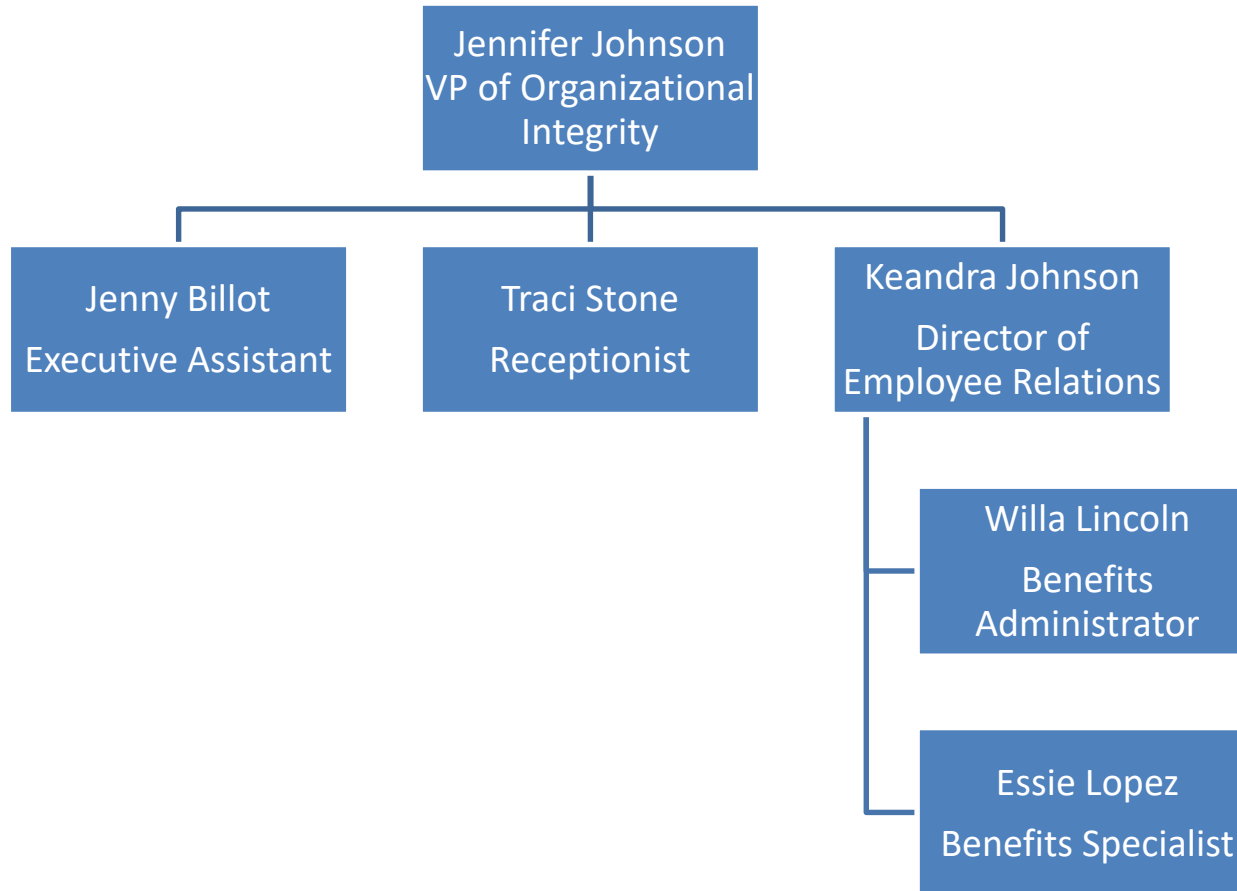 Jennifer Johnson
VP of Organizational
Integrity
Jenny Billot
Executive Assistant
Traci Stone
Receptionist
Keandra Johnson
Director of
Employee Relations
Willa Lincoln
Benefits
Administrator
Essie Lopez
Benefits Specialist